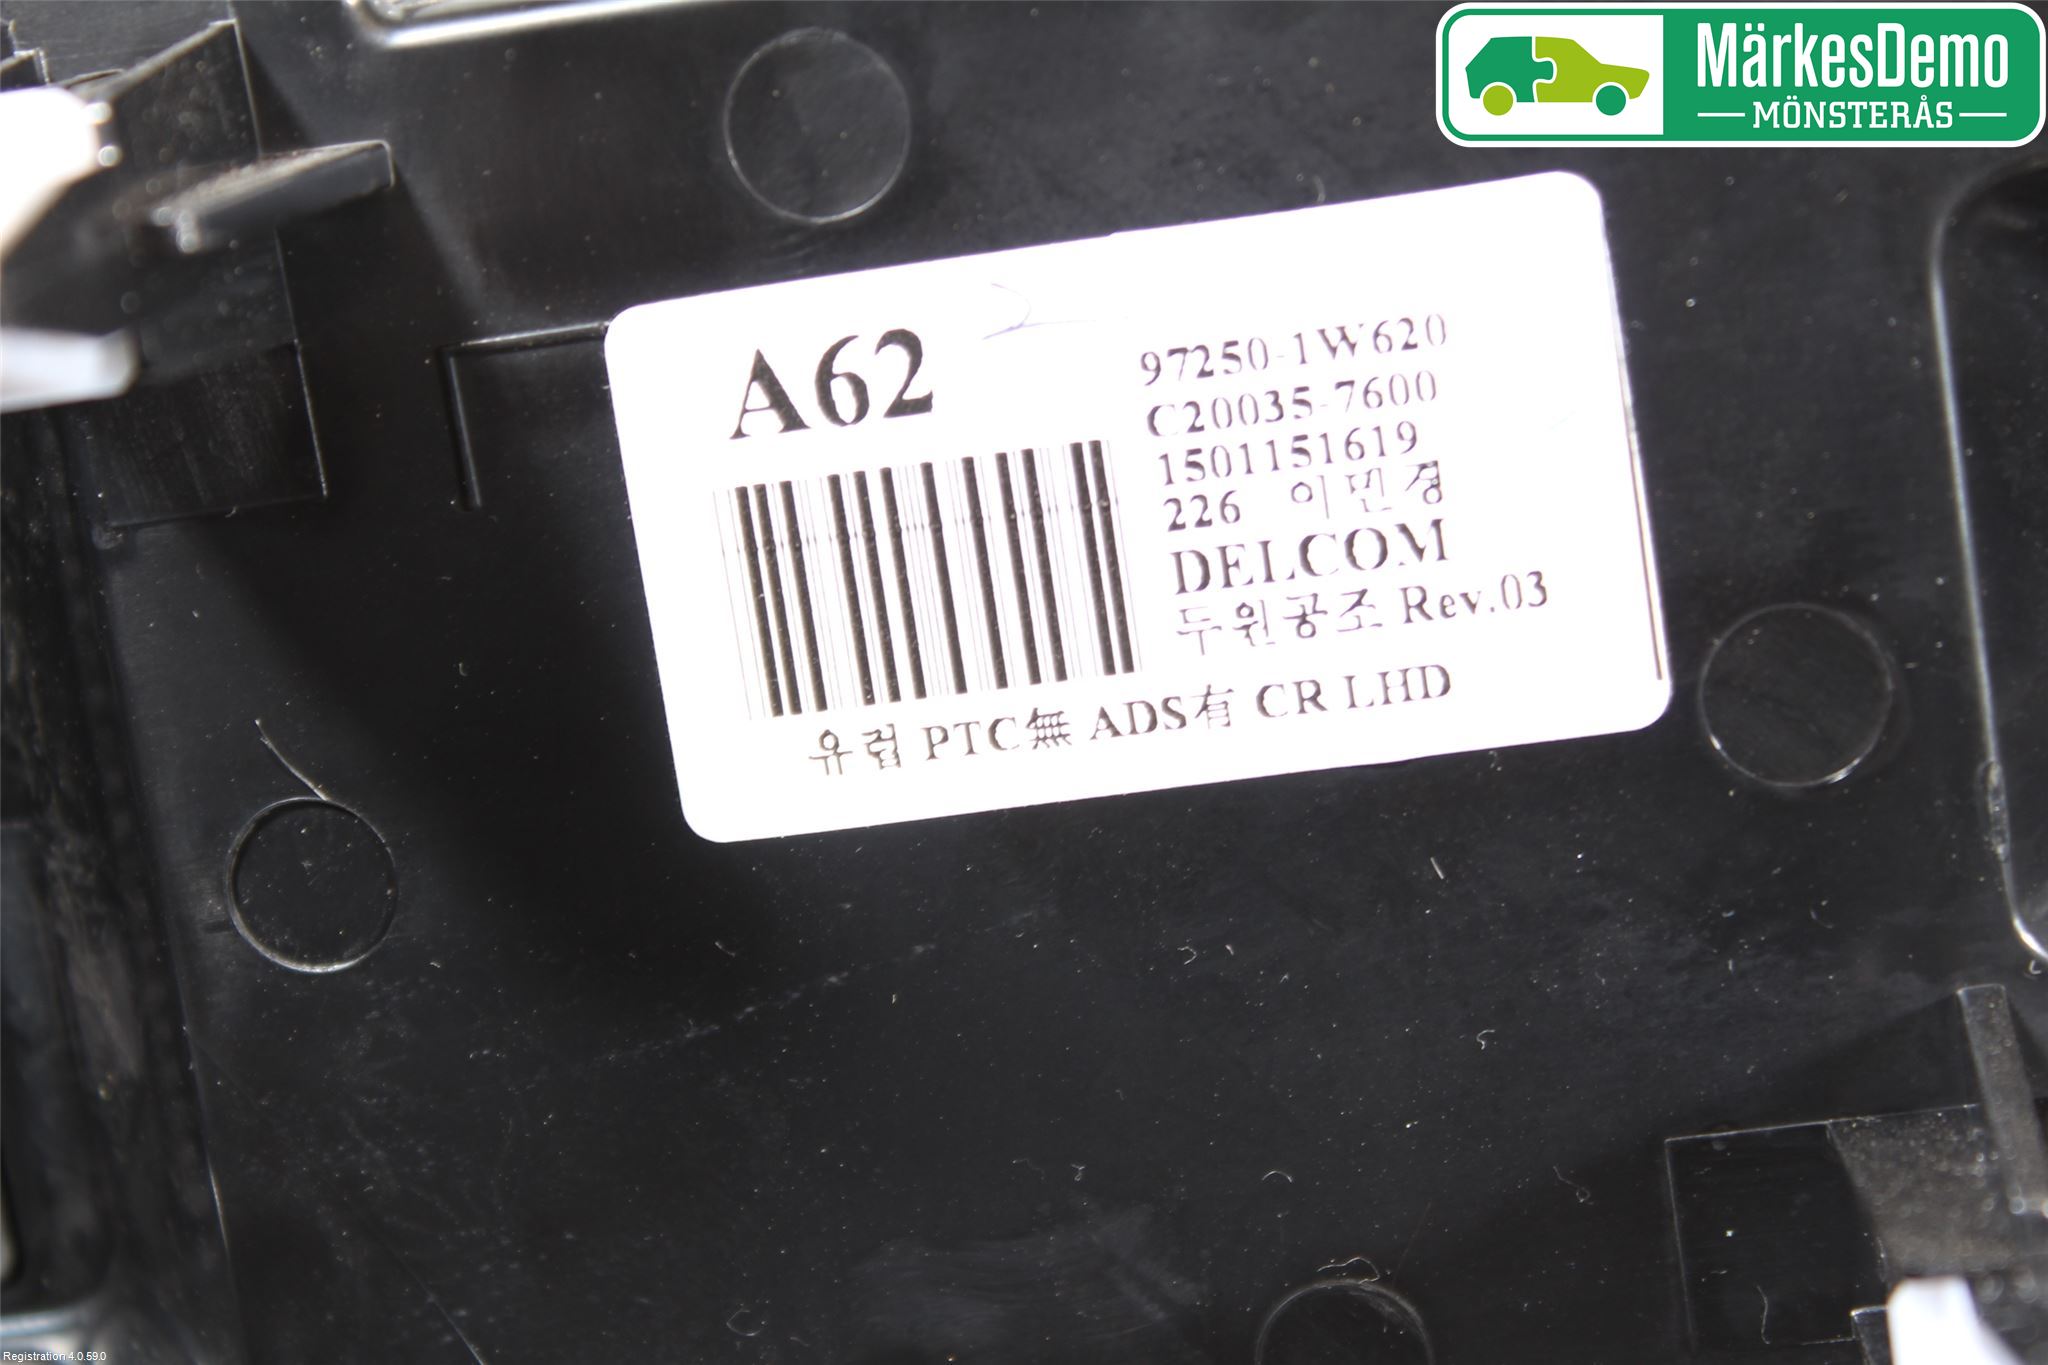 MärkesDemo
MÖNSTERÅS
A62
97250-1W620
C20035-7600
1501151619
226 이민경
DELCOM
두원공조 Rev.03
유럽 PTC無 ADS有 CR LHD
Registration 4.0.59.0